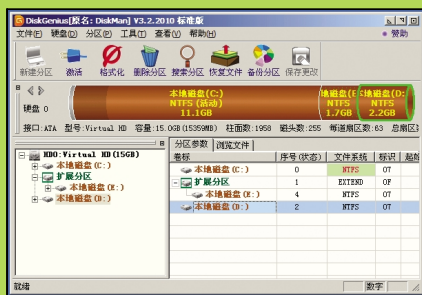 DiskGenius[原名: DiskMan] V3.2.2010 标准版
文件(F) 硬盘(D) 分区(P) 工具(T) 查看(V) 帮助(H) 赞助
新建分区 激活 格式化 删除分区 搜索分区 恢复文件 备份分区 保存更改
硬盘 0
本地磁盘(C:)
NTFS (活动)
11.1GB
本地磁盘(E:
NTFS
1.7GB
本地磁盘(D:
NTFS
2.2GB
接口:ATA 型号:Virtual HD 容量:15.0GB(15359MB) 柱面数:1958 磁头数:255 每道扇区数:63 总扇区
HD0:Virtual HD(15GB)
本地磁盘(C:)
扩展分区
本地磁盘(E:)
本地磁盘(D:)
分区参数 浏览文件
卷标 序号(状态) 文件系统 标识 起始
本地磁盘(C:) 0 NTFS 07
扩展分区 1 EXTEND 0F
本地磁盘(E:) 4 NTFS 07
本地磁盘(D:) 2 NTFS 07
就绪 数字